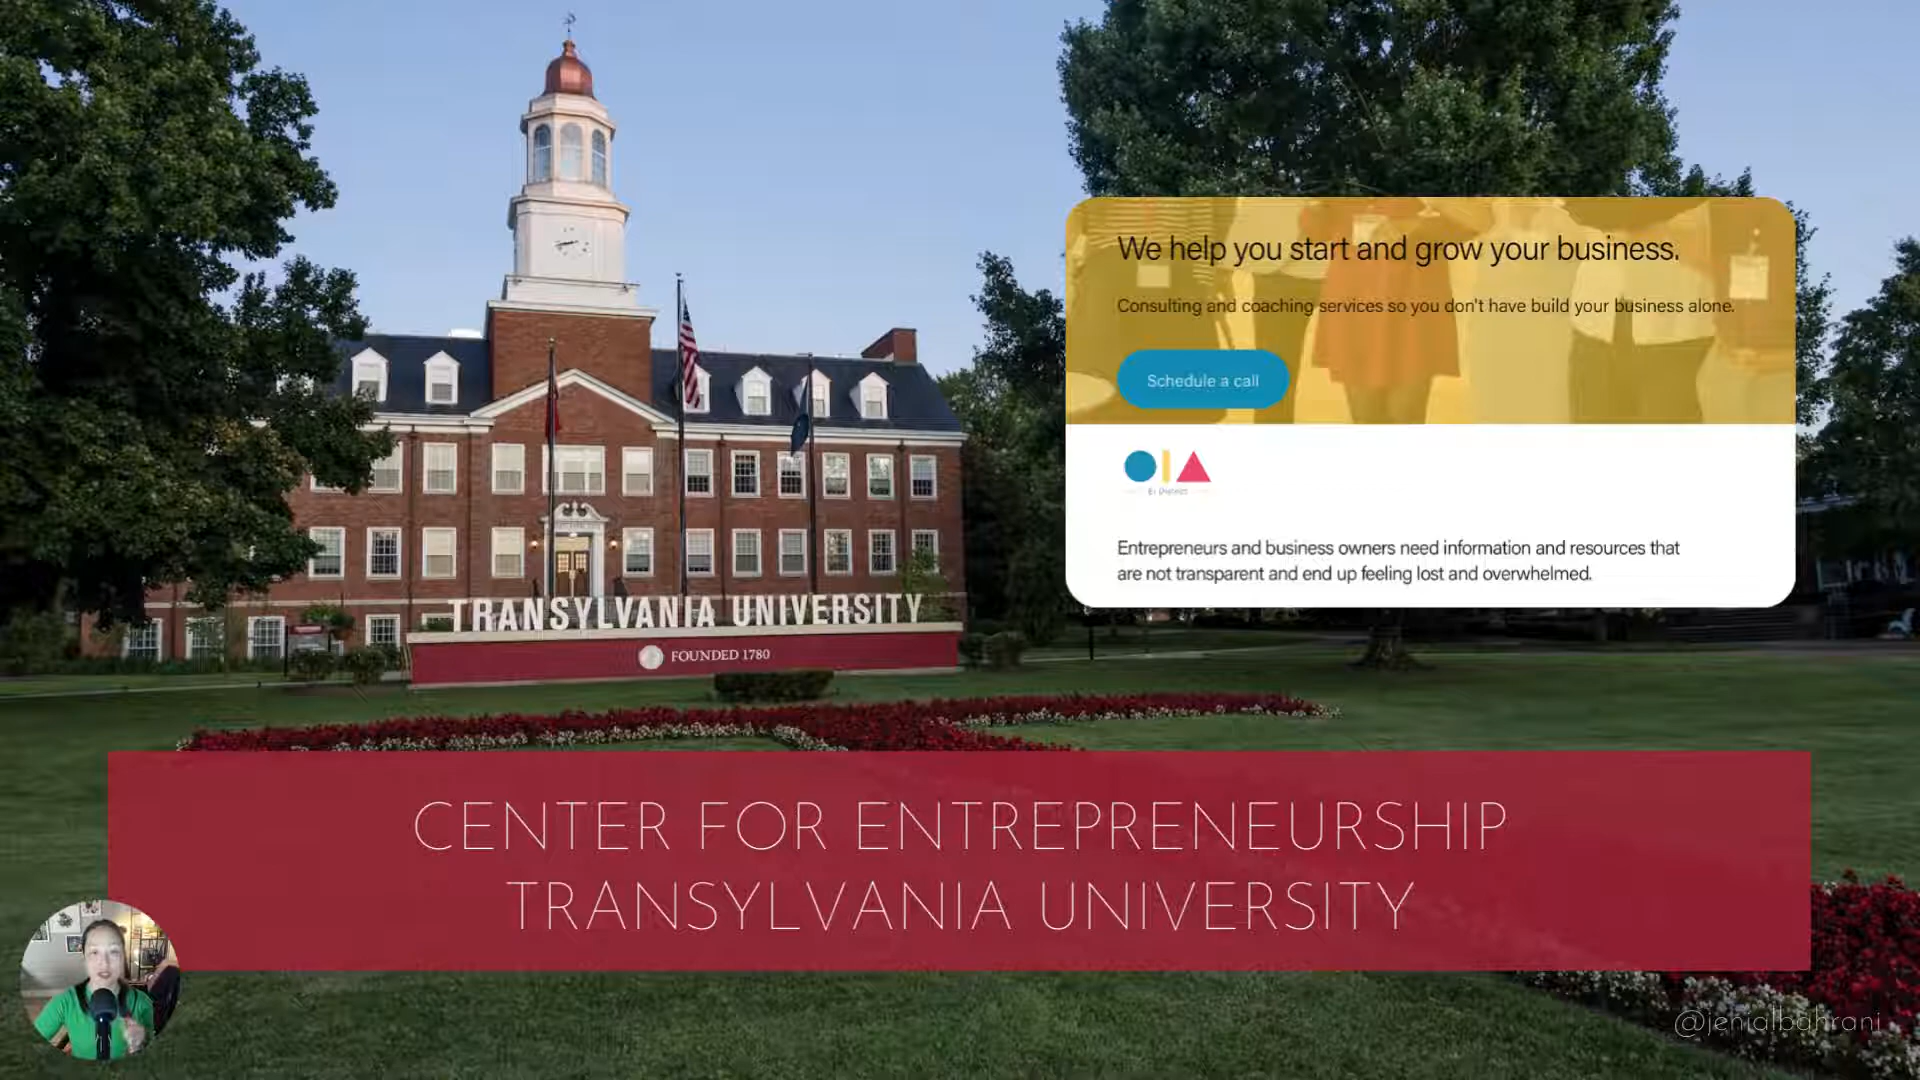 We help you start and grow your business.
Consulting and coaching services so you don't have build your business alone.
Schedule a call
Entrepreneurs and business owners need information and resources that
are not transparent and end up feeling lost and overwhelmed.
TRANSYLVANIA UNIVERSITY
FOUNDED 1780
CENTER FOR ENTREPRENEURSHIP
TRANSYLVANIA UNIVERSITY
@jenialbahrani